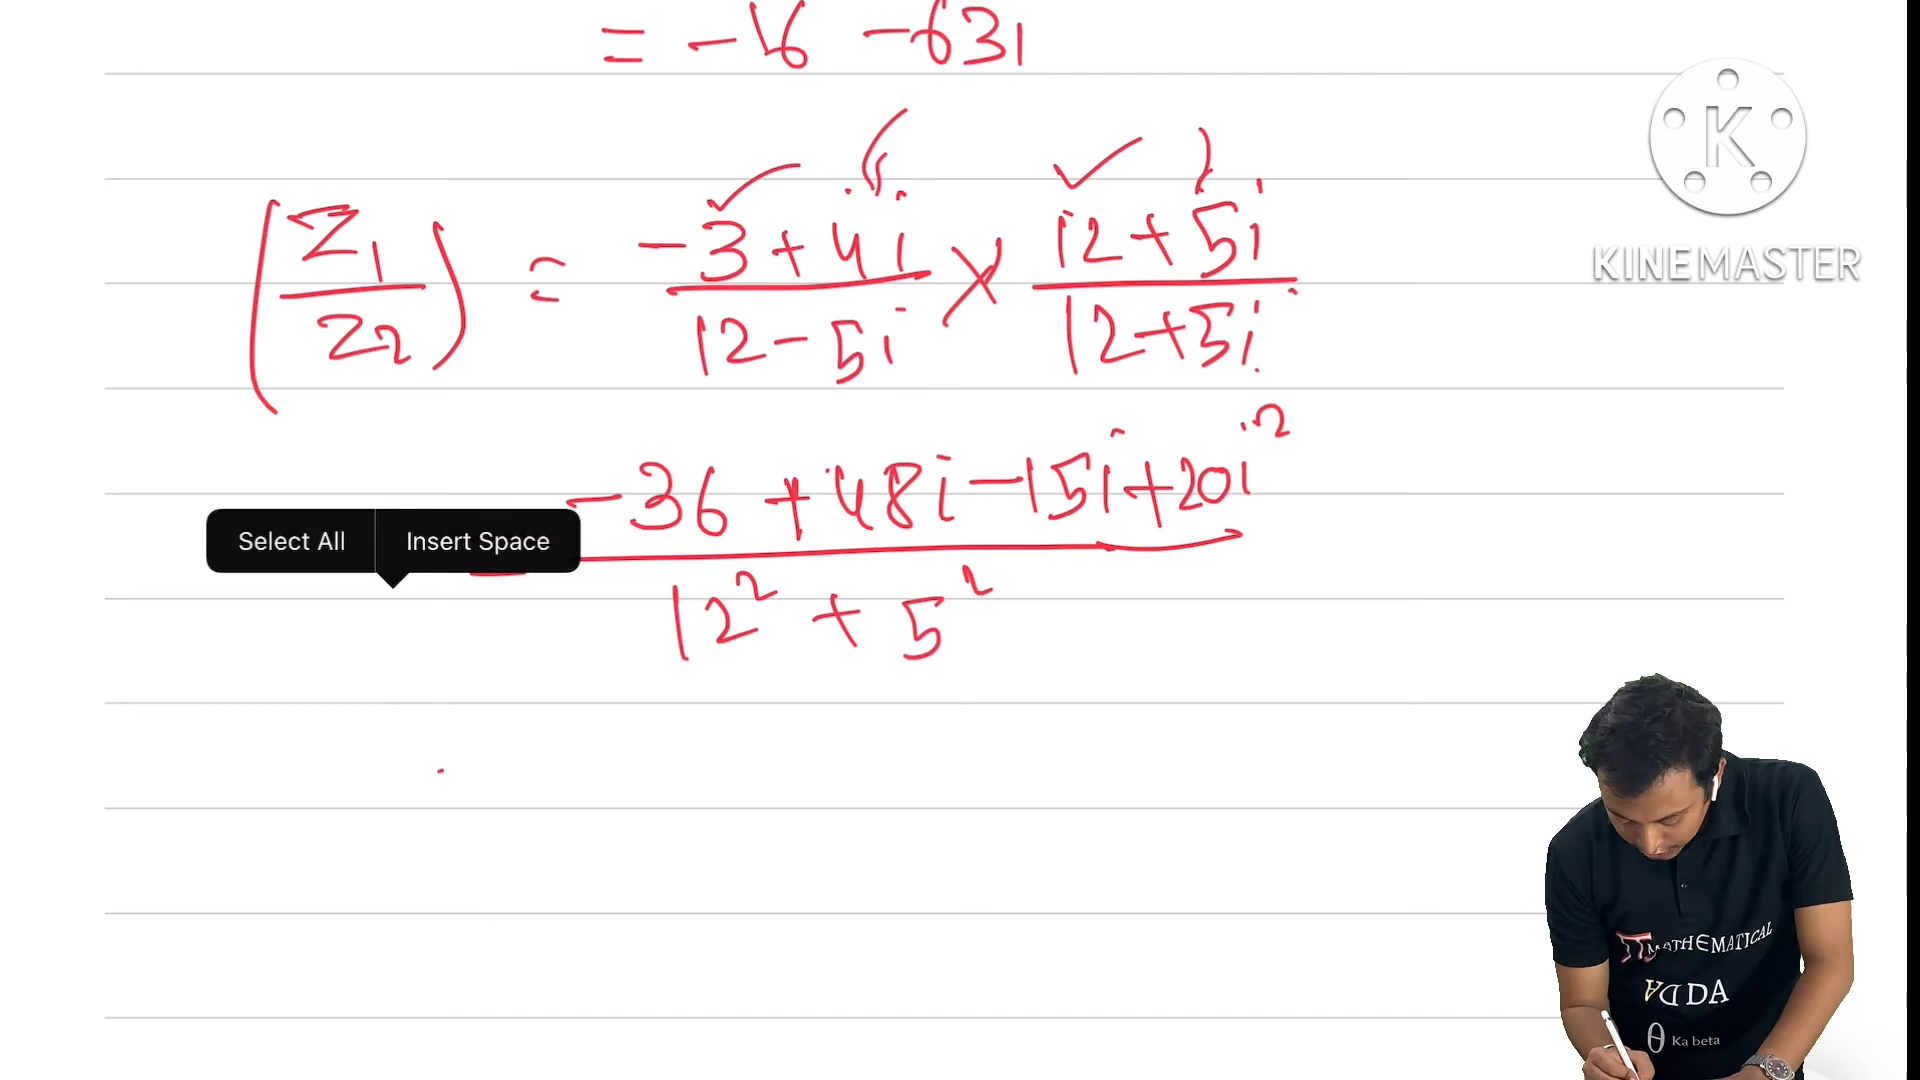 = -16 -63i
(Z1/Z2) = -3+4i/12-5i × 12+5i/12+5i
-36 +48i-15i+20i²
12² + 5²
Select All Insert Space
KINEMASTER
π MATHEMATICAL
ADDA
θ Ka beta